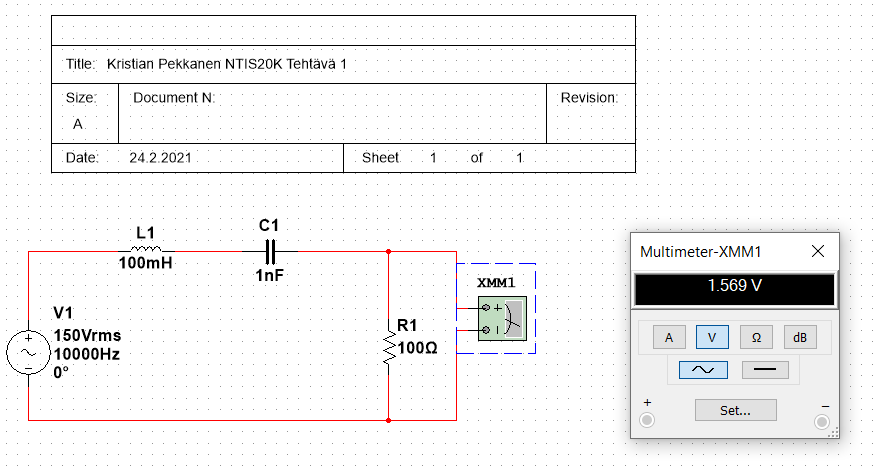 Title: Kristian Pekkanen NTIS20K Tehtävä 1
Size: Document N: Revision:
A
Date: 24.2.2021 Sheet 1 of 1
L1
100mH
C1
1nF
V1
150Vrms
10000Hz
0°
R1
100Ω
XMM1
Multimeter-XMM1
1.569 V
A V Ω dB
Set...